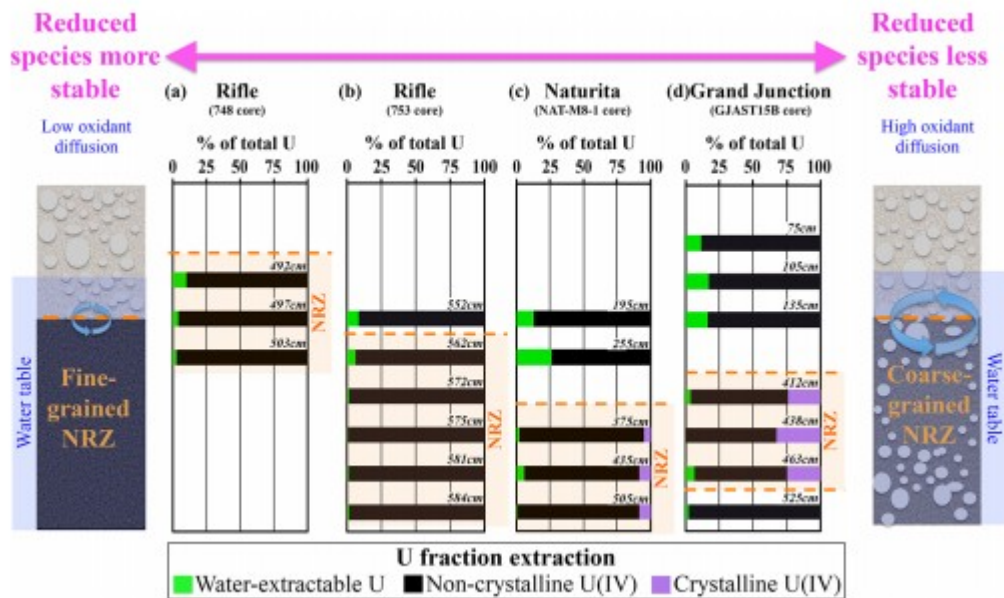 Reduced
species more
stable
Reduced
species less
stable
Low oxidant
diffusion
High oxidant
diffusion
(a) Rifle
(748 core)
(b) Rifle
(753 core)
(c) Naturita
(NAT-M8-1 core)
(d)Grand Junction
(GJAST15B core)
% of total U
0 25 50 75 100
% of total U
0 25 50 75 100
% of total U
0 25 50 75 100
% of total U
0 25 50 75 100
492cm
497cm
503cm
NRZ
552cm
562cm
572cm
575cm
581cm
584cm
NRZ
195cm
255cm
375cm
435cm
505cm
NRZ
75cm
105cm
135cm
412cm
438cm
463cm
525cm
NRZ
Water table
Fine-
grained
NRZ
Coarse-
grained
NRZ
Water table
U fraction extraction
Water-extractable U Non-crystalline U(IV) Crystalline U(IV)